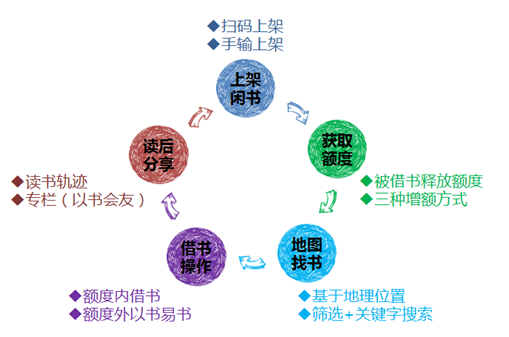 ◆扫码上架
◆手输上架
上架
闲书
获取
额度
◆被借书释放额度
◆三种增额方式
地图
找书
◆基于地理位置
◆筛选+关键字搜索
借书
操作
◆额度内借书
◆额度外以书易书
读后
分享
◆读书轨迹
◆专栏（以书会友）